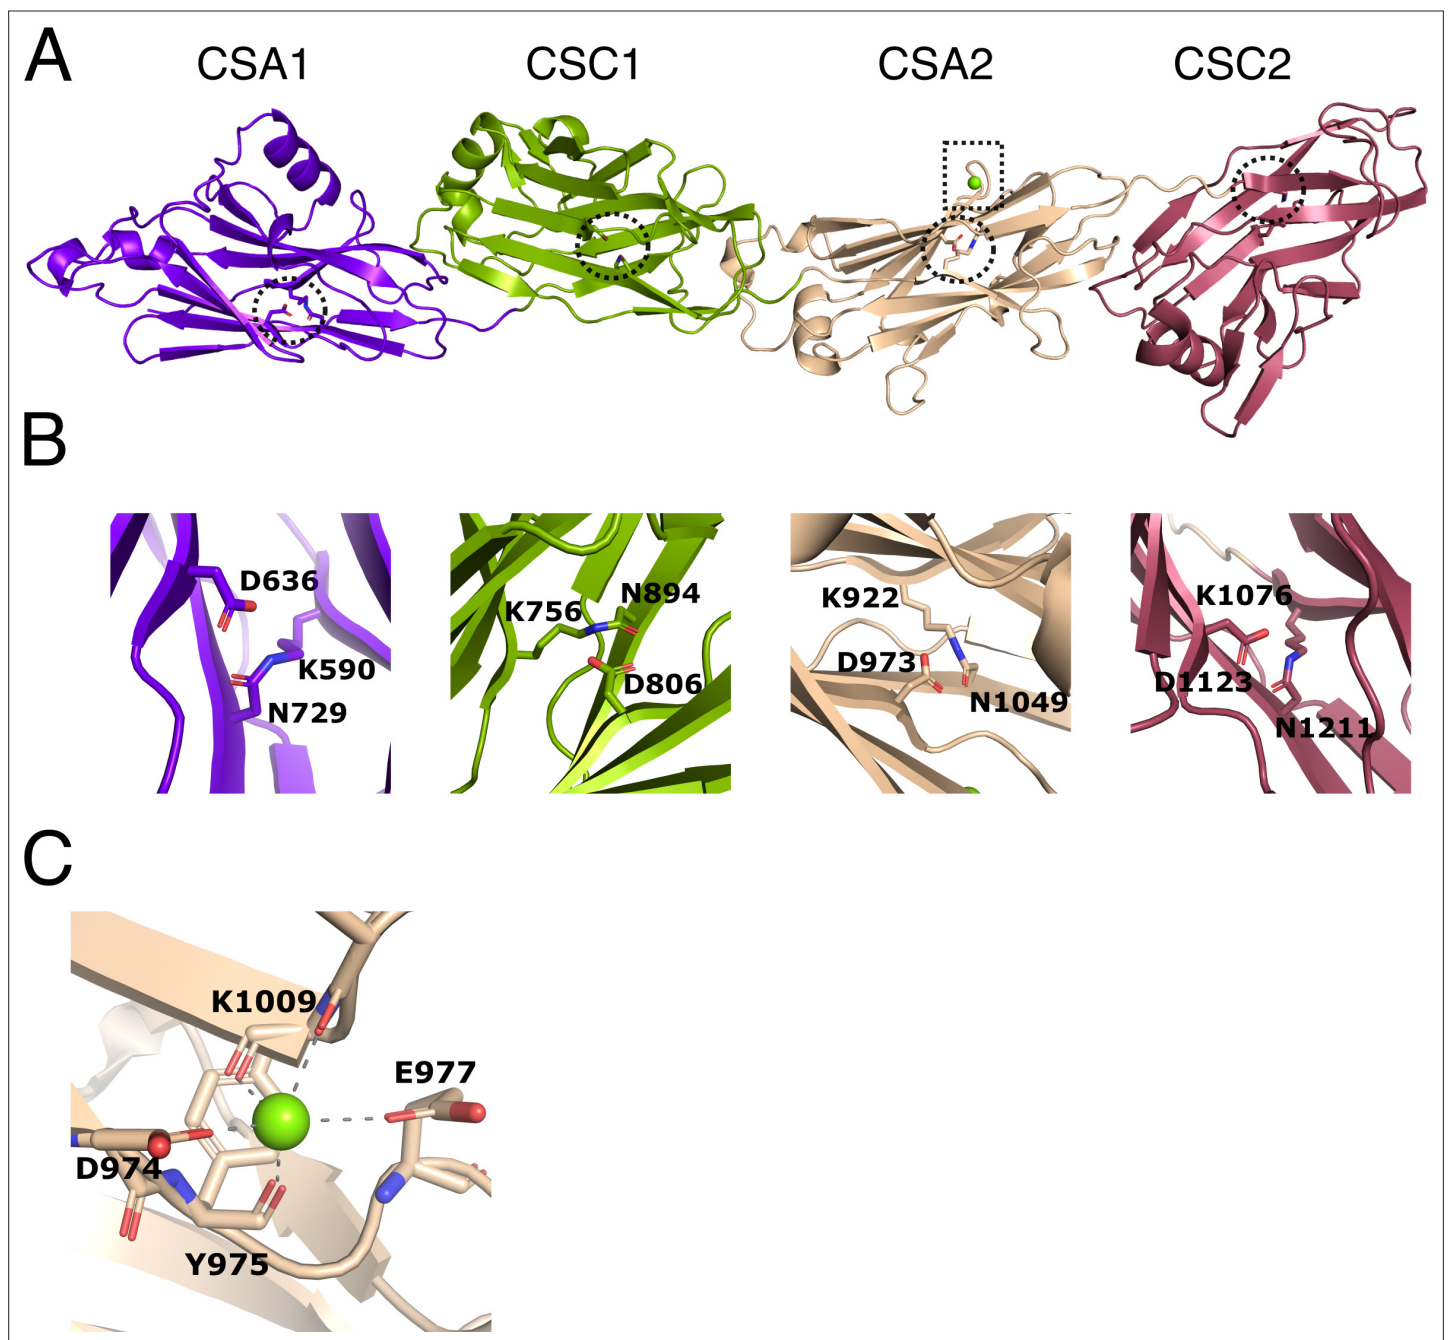 A
CSA1 CSC1 CSA2 CSC2
B
D636
K590
N729
K756
N894
D806
K922
D973
N1049
K1076
D1123
N1211
C
K1009
E977
D974
Y975